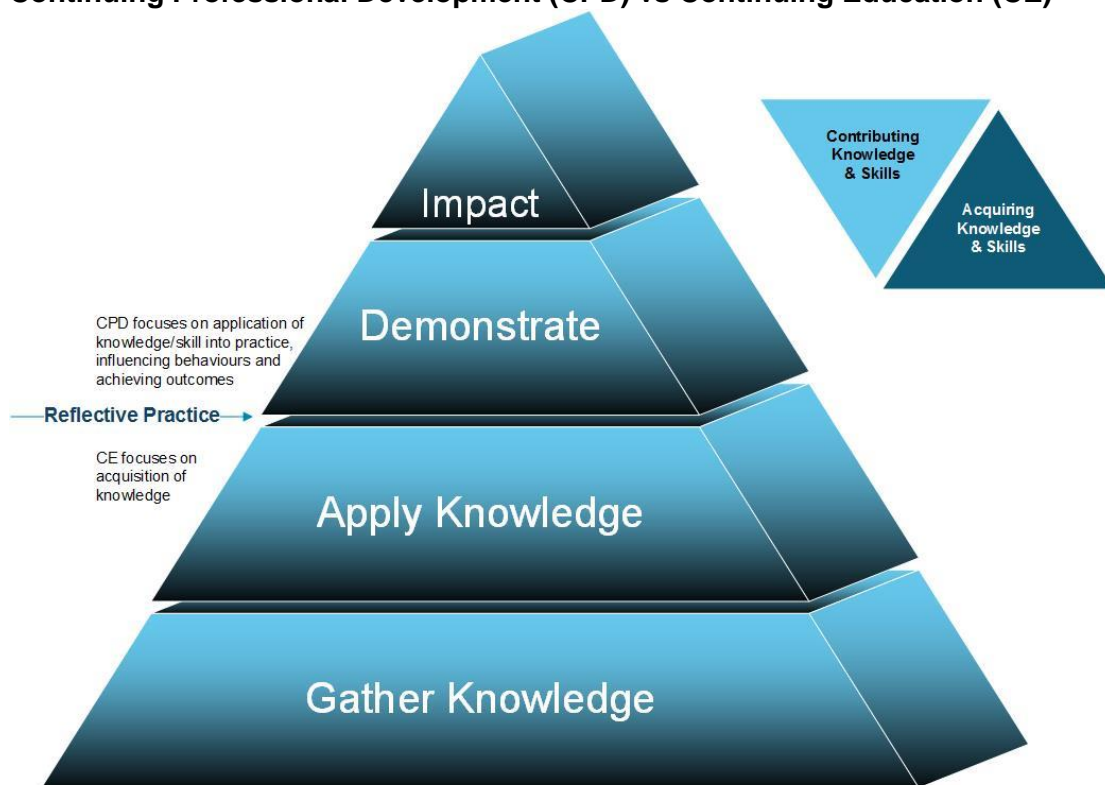 Continuing Professional Development (CPD) vs Continuing Education (CE)
Impact
Contributing
Knowledge
& Skills
Acquiring
Knowledge
& Skills
Demonstrate
CPD focuses on application of
knowledge/skill into practice,
influencing behaviours and
achieving outcomes
Reflective Practice
CE focuses on
acquisition of
knowledge
Apply Knowledge
Gather Knowledge